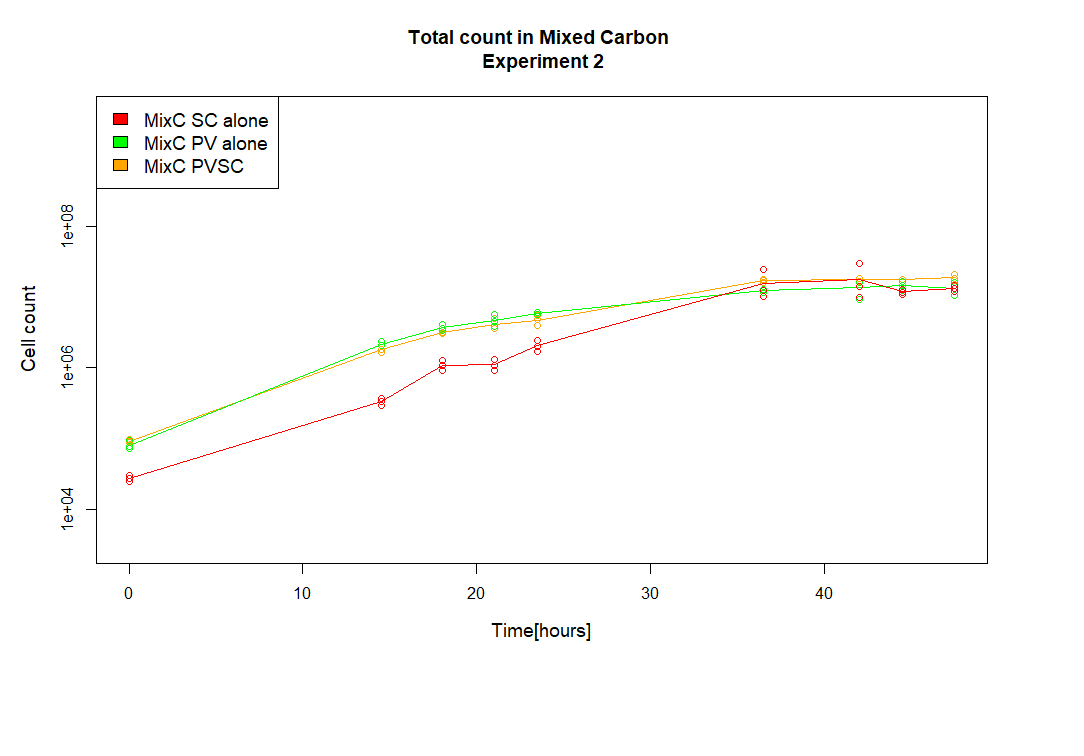 Total count in Mixed Carbon
Experiment 2
MixC SC alone
MixC PV alone
MixC PVSC
Cell count
1e+08
1e+06
1e+04
0 10 20 30 40
Time[hours]